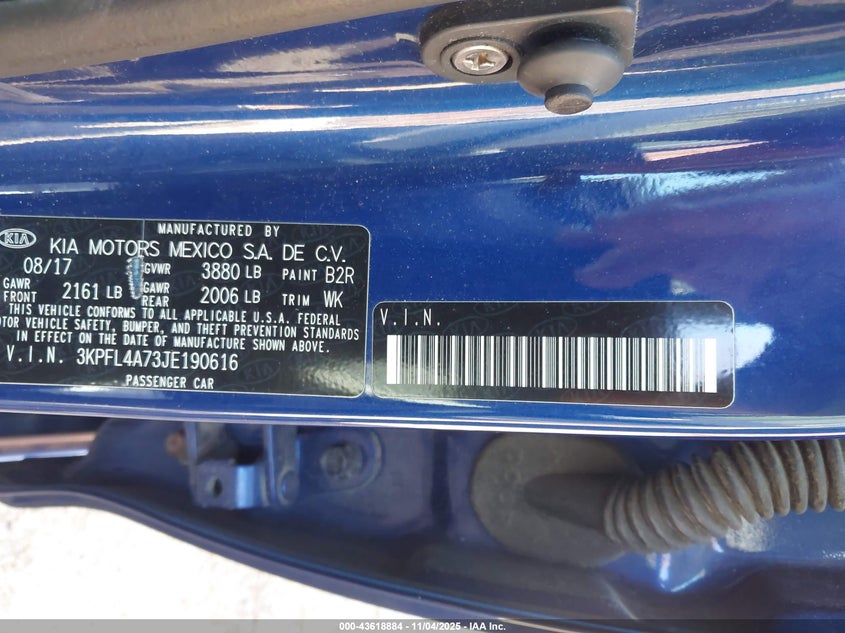 MANUFACTURED BY
KIA KIA MOTORS MEXICO S.A. DE C.V.
08/17 GVWR 3880 LB PAINT B2R
GAWR FRONT 2161 LB GAWR REAR 2006 LB TRIM WK
THIS VEHICLE CONFORMS TO ALL APPLICABLE U.S.A. FEDERAL
MOTOR VEHICLE SAFETY, BUMPER, AND THEFT PREVENTION STANDARDS
IN EFFECT ON THE DATE OF MANUFACTURE SHOWN ABOVE.
V.I.N. 3KPFL4A73JE190616
PASSENGER CAR
V.I.N.
000-43618884 - 11/04/2025 - IAA Inc.